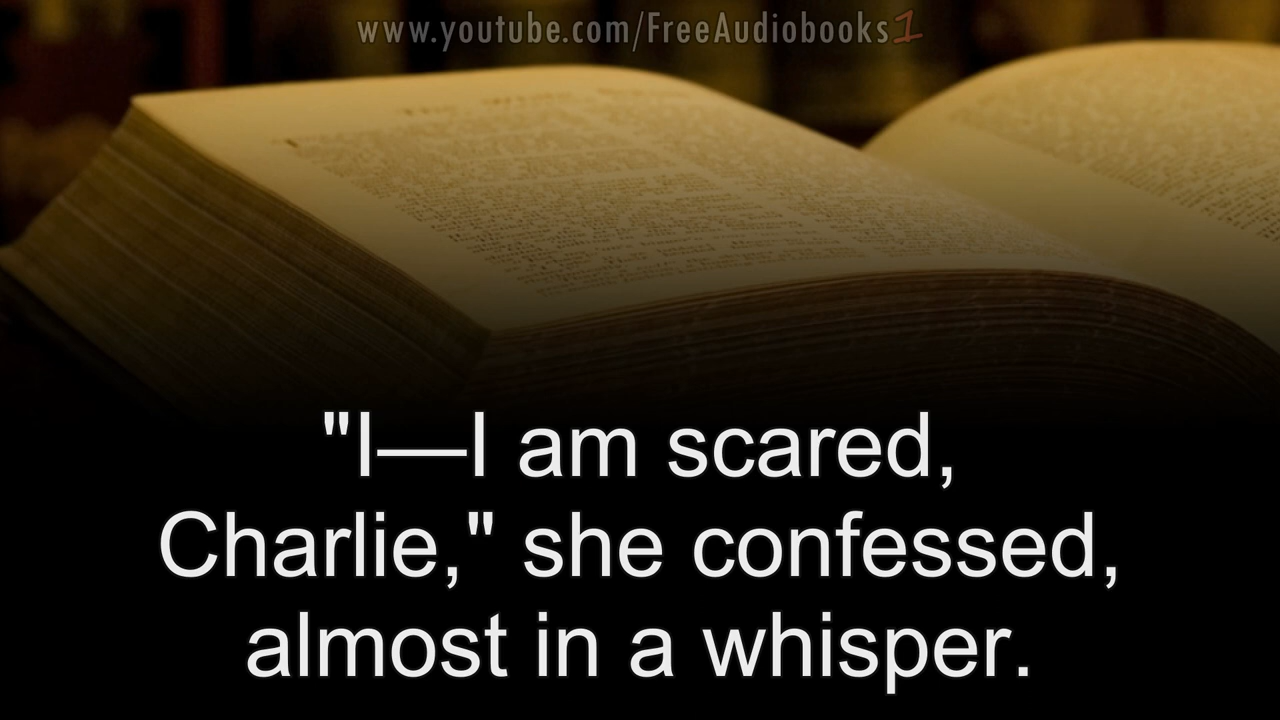 www.youtube.com/FreeAudiobooks1
"I—I am scared,
Charlie," she confessed,
almost in a whisper.